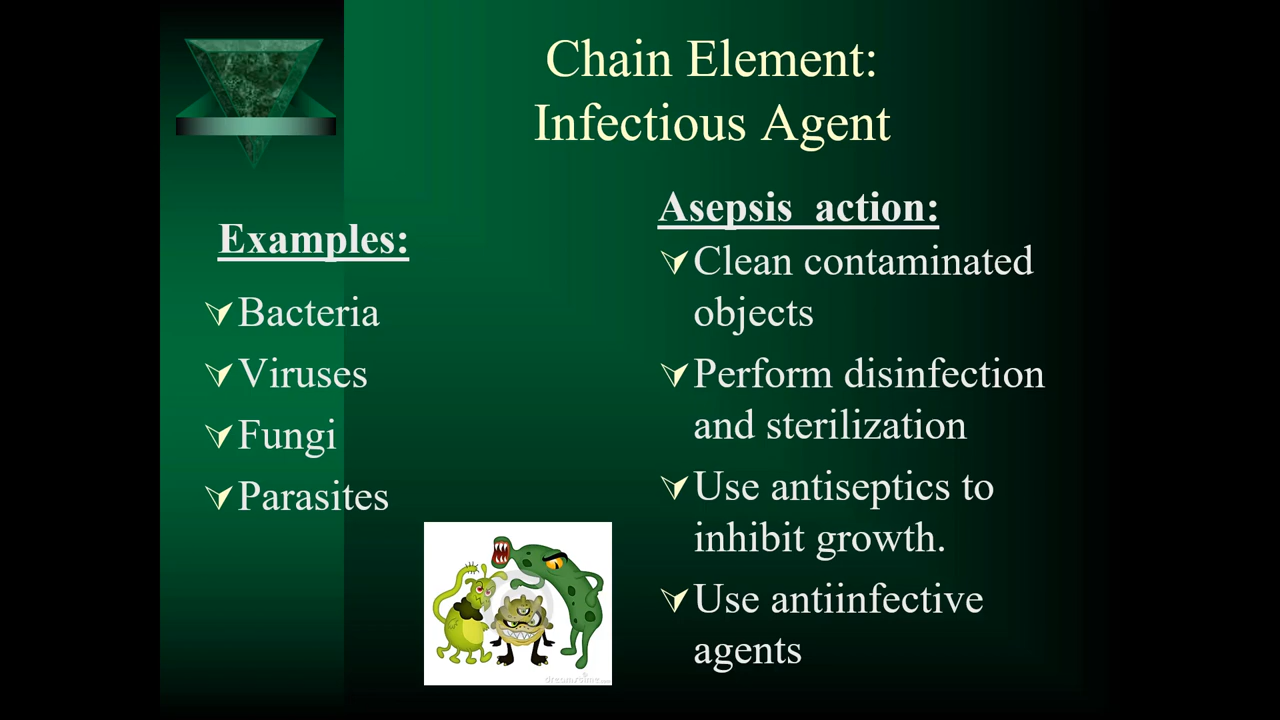 Chain Element:
Infectious Agent
Examples:
Bacteria
Viruses
Fungi
Parasites
Asepsis action:
Clean contaminated
objects
Perform disinfection
and sterilization
Use antiseptics to
inhibit growth.
Use antiinfective
agents
dreamstime